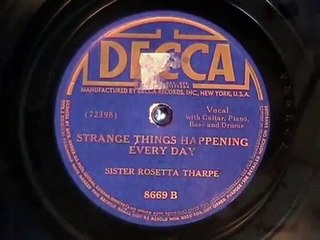 DECCA
MANUFACTURED BY DECCA RECORDS, INC., NEW YORK, U.S.A.
(72398)
Vocal
with Guitar, Piano,
Bass and Drums
STRANGE THINGS HAPPENING
EVERY DAY
SISTER ROSETTA THARPE
8669 B